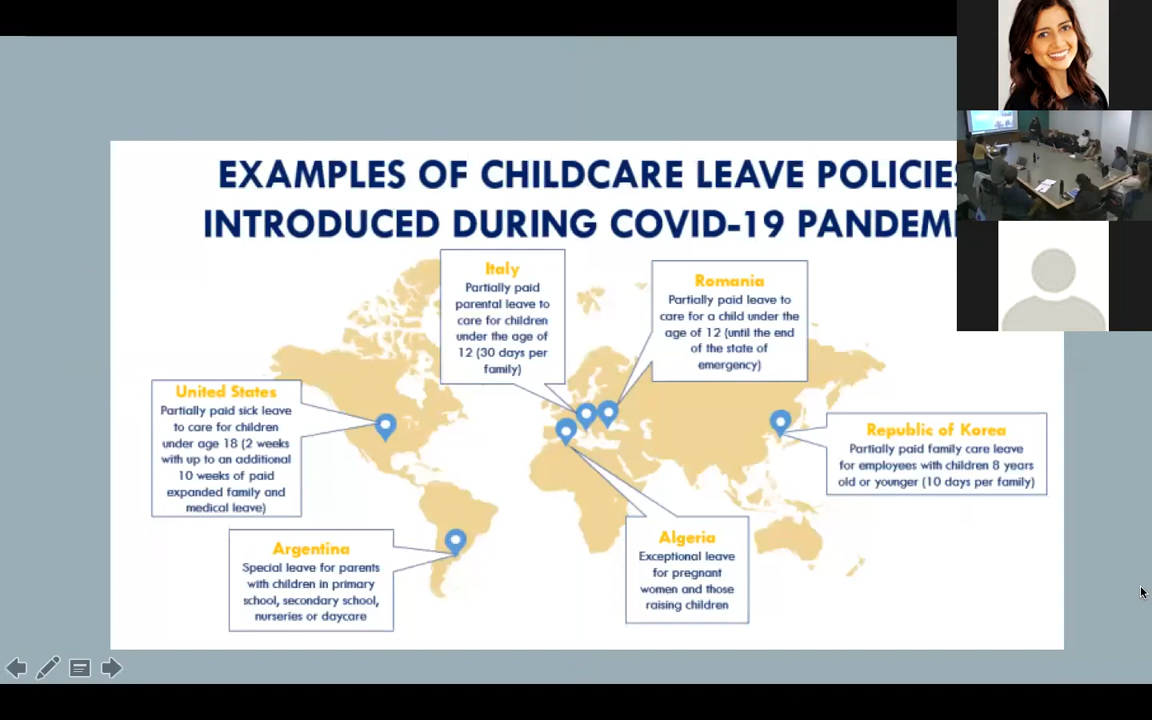 EXAMPLES OF CHILDCARE LEAVE POLICIES
INTRODUCED DURING COVID-19 PANDEM
Italy
Partially paid
parental leave to
care for children
under the age of
12 (30 days per
family)
Romania
Partially paid leave to
care for a child under the
age of 12 (until the end
of the state of
emergency)
United States
Partially paid sick leave
to care for children
under age 18 (2 weeks
with up to an additional
10 weeks of paid
expanded family and
medical leave)
Republic of Korea
Partially paid family care leave
for employees with children 8 years
old or younger (10 days per family)
Argentina
Special leave for parents
with children in primary
school, secondary school,
nurseries or daycare
Algeria
Exceptional leave
for pregnant
women and those
raising children